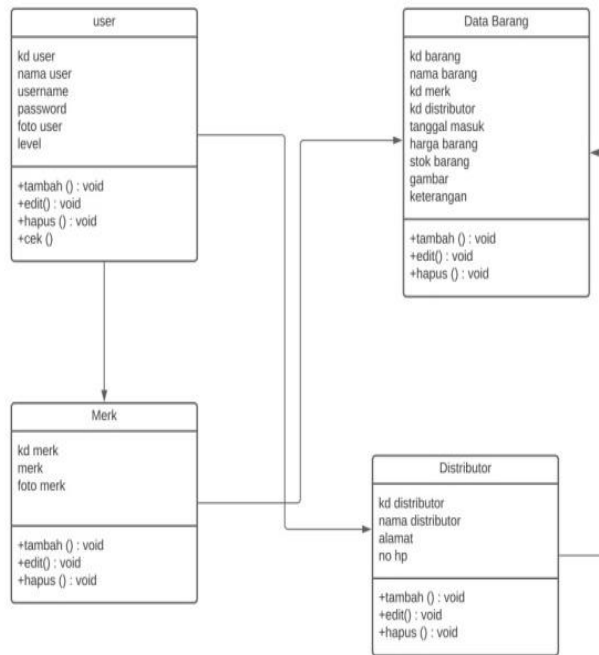 user
kd user
nama user
username
password
foto user
level
+tambah () : void
+edit() : void
+hapus () : void
+cek ()
Data Barang
kd barang
nama barang
kd merk
kd distributor
tanggal masuk
harga barang
stok barang
gambar
keterangan
+tambah () : void
+edit() : void
+hapus () : void
Merk
kd merk
merk
foto merk
+tambah () : void
+edit() : void
+hapus () : void
Distributor
kd distributor
nama distributor
alamat
no hp
+tambah () : void
+edit() : void
+hapus () : void